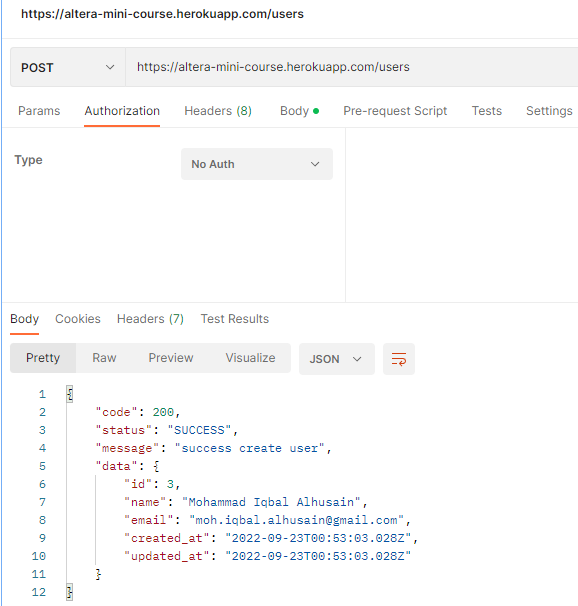 https://altera-mini-course.herokuapp.com/users
POST https://altera-mini-course.herokuapp.com/users
Params Authorization Headers (8) Body Pre-request Script Tests Settings
Type No Auth
Body Cookies Headers (7) Test Results
Pretty Raw Preview Visualize JSON
1 {
2 "code": 200,
3 "status": "SUCCESS",
4 "message": "success create user",
5 "data": {
6 "id": 3,
7 "name": "Mohammad Iqbal Alhusain",
8 "email": "moh.iqbal.alhusain@gmail.com",
9 "created_at": "2022-09-23T00:53:03.028Z",
10 "updated_at": "2022-09-23T00:53:03.028Z"
11 }
12 }